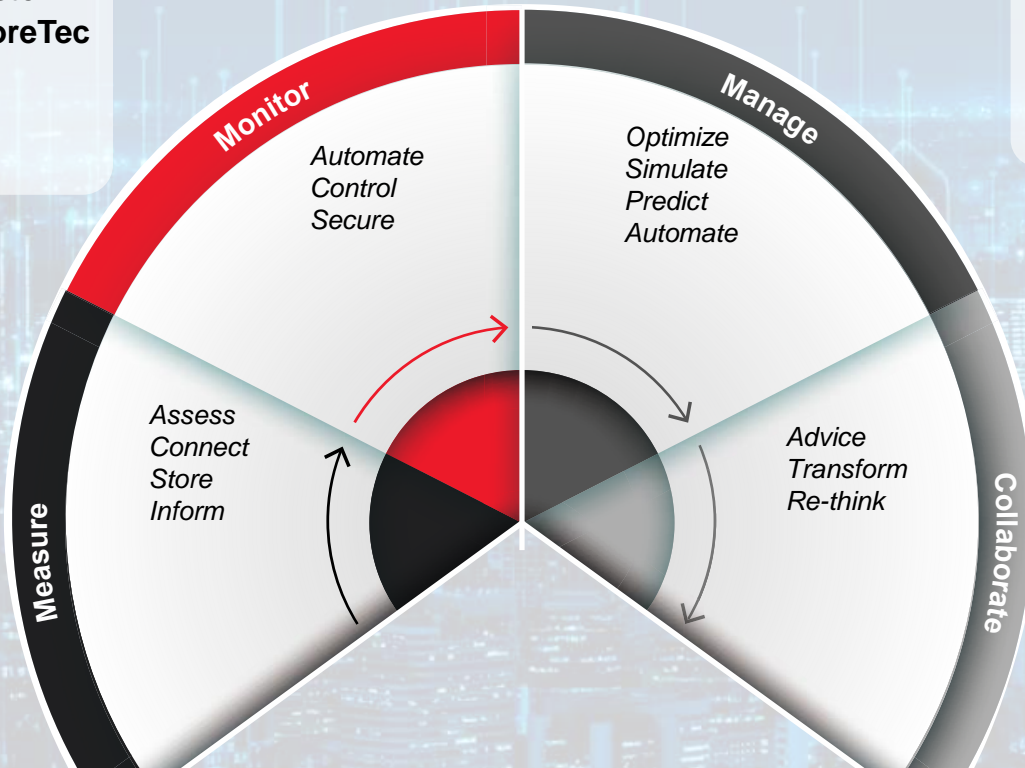 oreTec
Monitor
Automate
Control
Secure
Manage
Optimize
Simulate
Predict
Automate
Measure
Assess
Connect
Store
Inform
Collaborate
Advice
Transform
Re-think